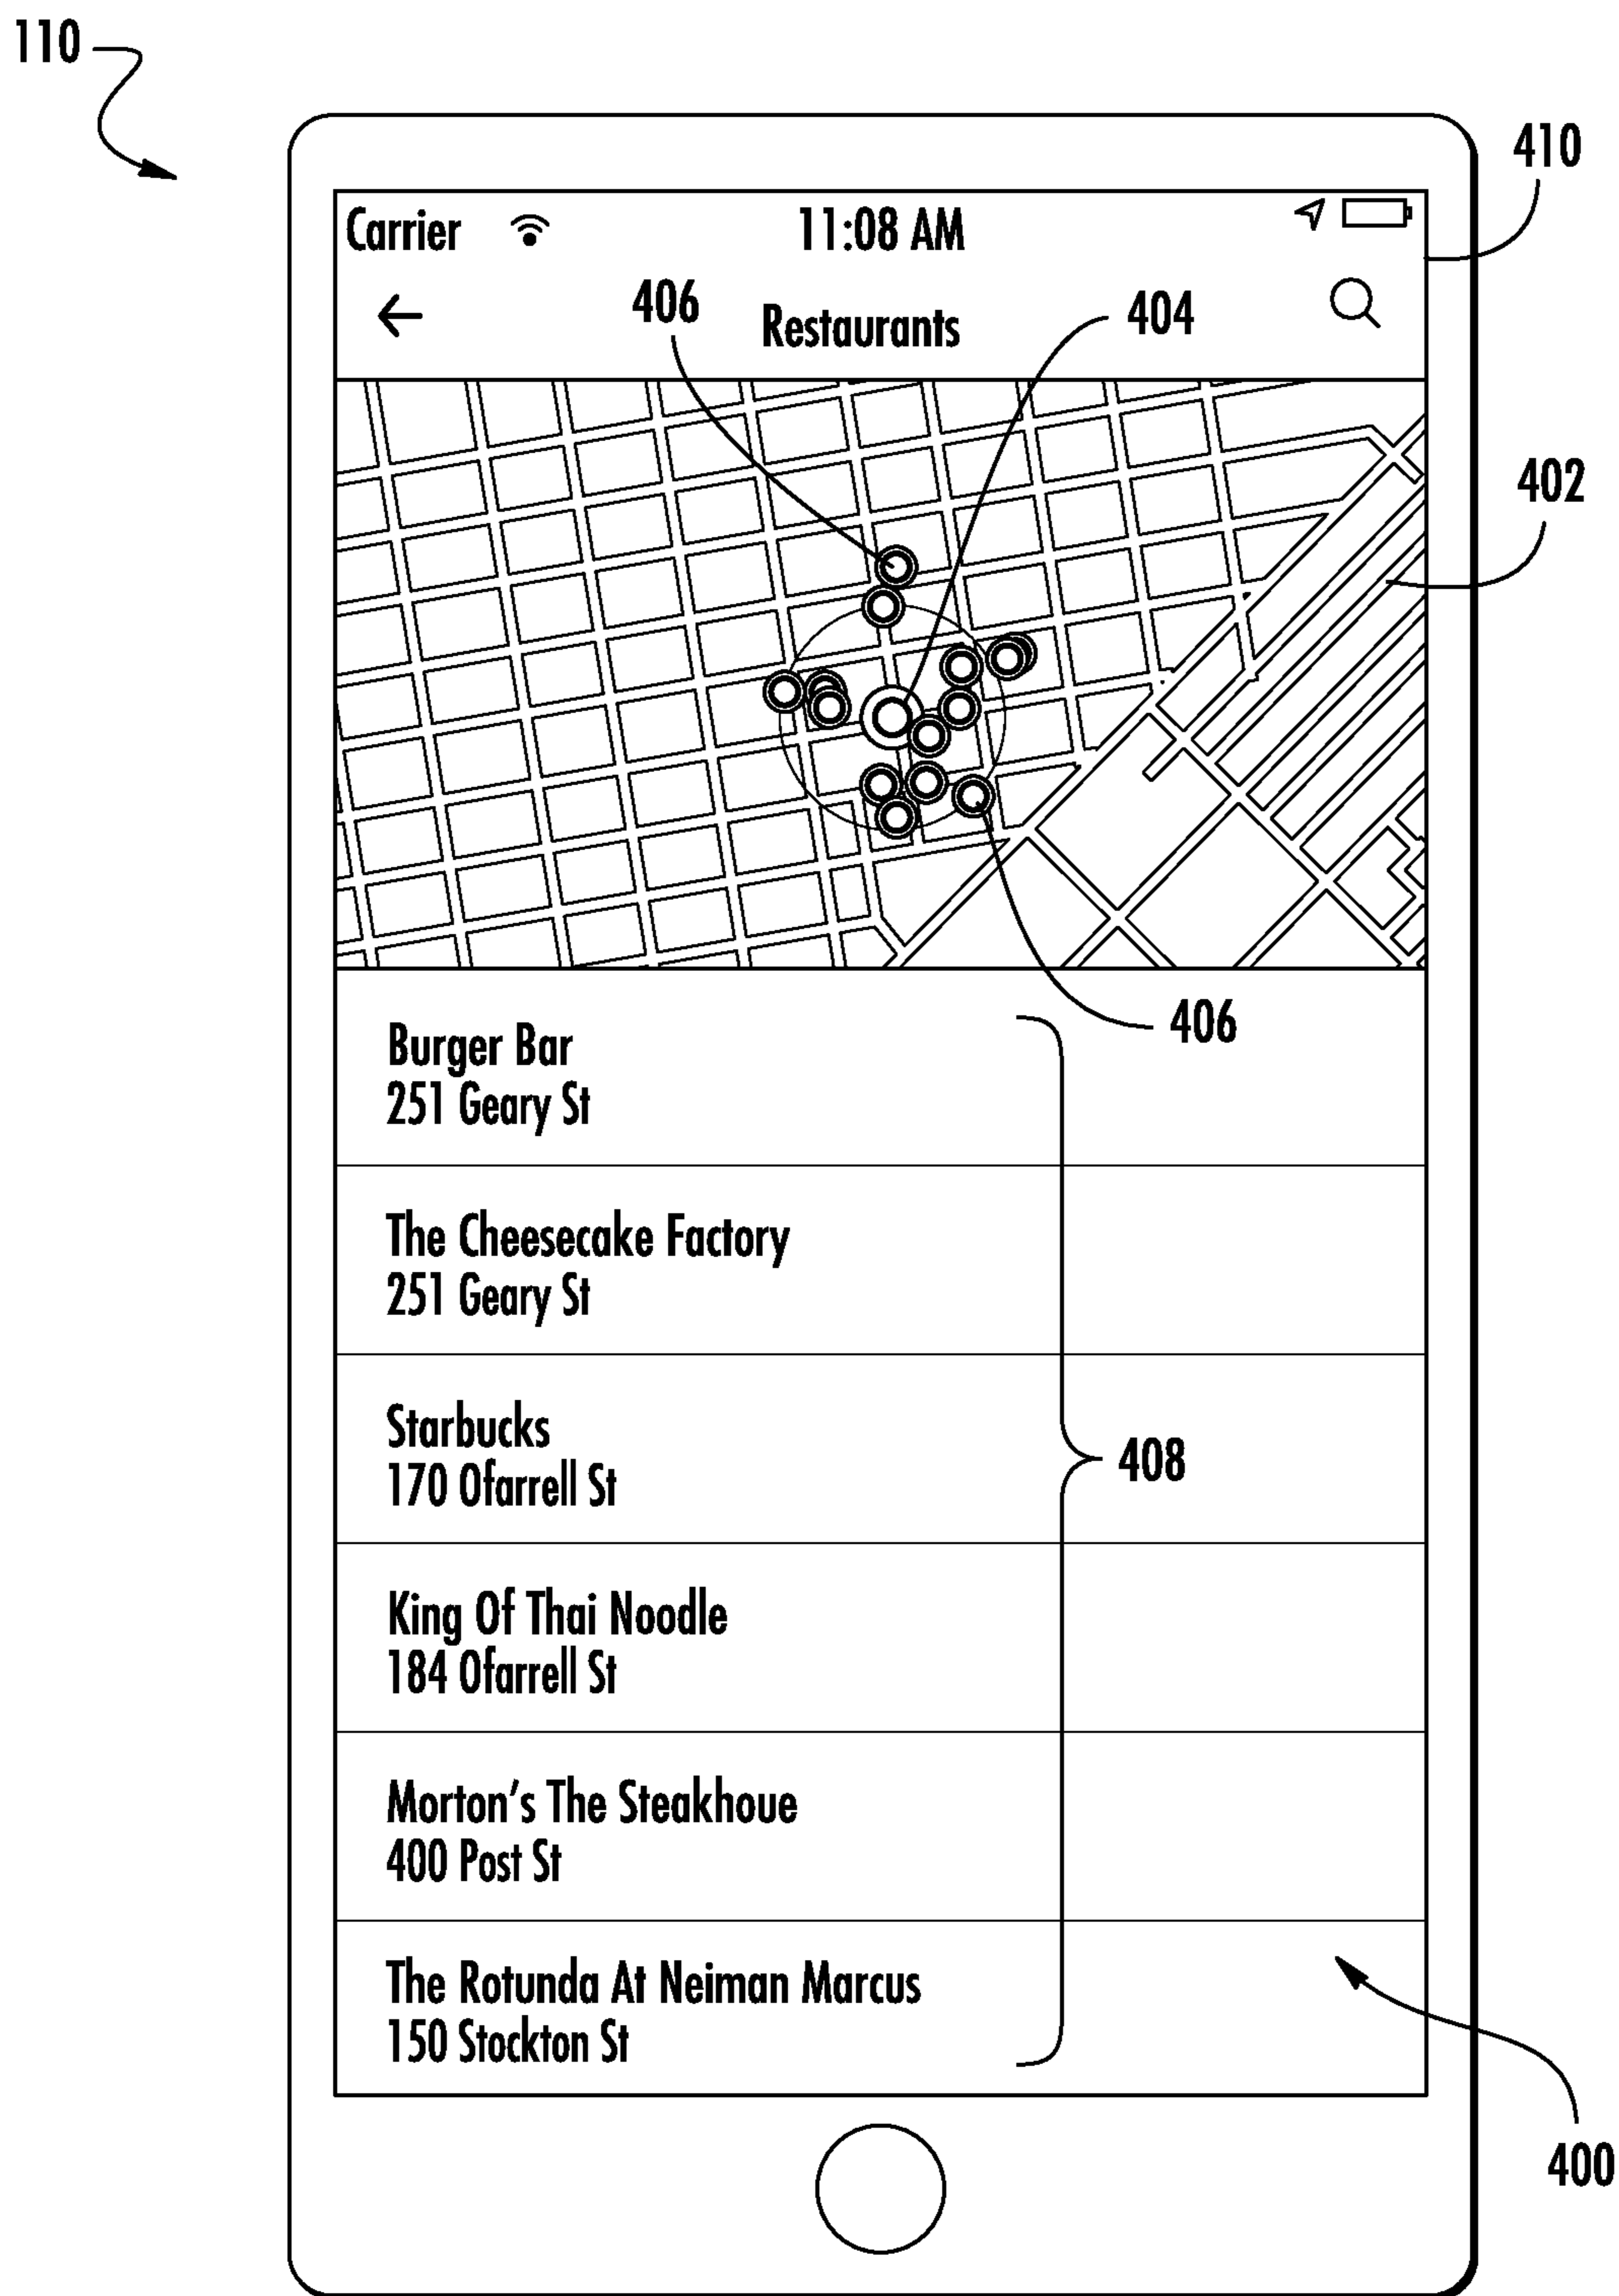 110
410
Carrier 11:08 AM
406 Restaurants 404
402
406
Burger Bar
251 Geary St
The Cheesecake Factory
251 Geary St
Starbucks
170 Ofarrell St
408
King Of Thai Noodle
184 Ofarrell St
Morton's The Steakhoue
400 Post St
The Rotunda At Neiman Marcus
150 Stockton St
400